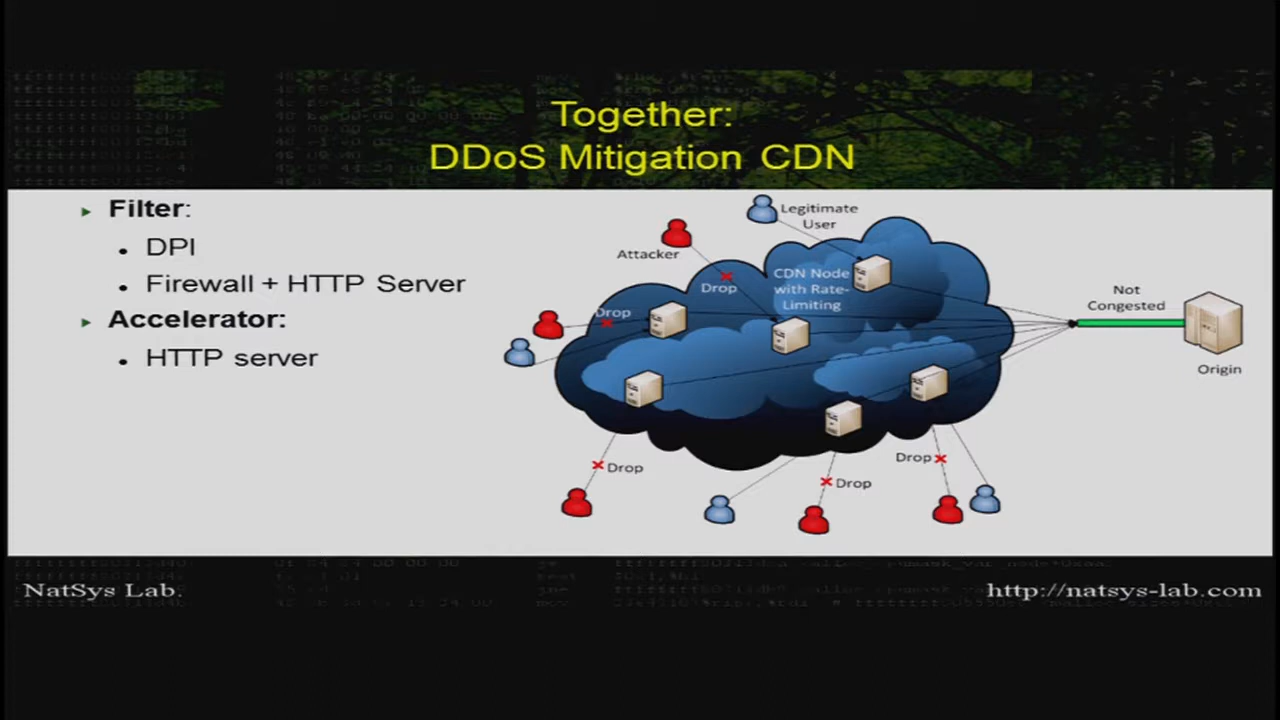 Together:
DDoS Mitigation CDN
Filter:
DPI
Firewall + HTTP Server
Accelerator:
HTTP server
Legitimate
User
Attacker
Drop
CDN Node
with Rate-
Limiting
Drop
Not
Congested
Origin
Drop
Drop
Drop
NatSys Lab.
http://natsys-lab.com